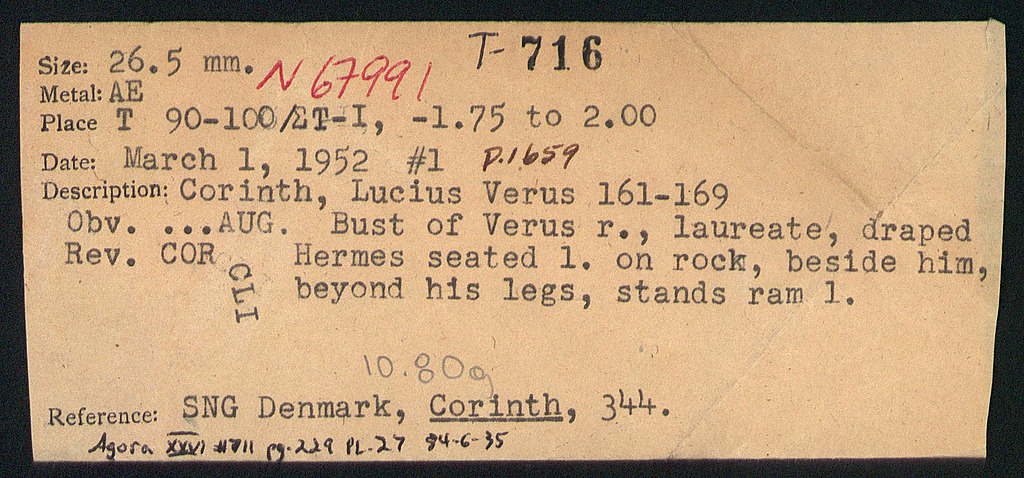 T-716
Size: 26.5 mm. N67991
Metal: AE
Place T 90-100/ΣT-I, -1.75 to 2.00
Date: March 1, 1952 #1 p.1659
Description: Corinth, Lucius Verus 161-169
Obv. ...AUG. Bust of Verus r., laureate, draped
Rev. COR CLI Hermes seated l. on rock, beside him,
beyond his legs, stands ram l.
10.80g
Reference: SNG Denmark, Corinth, 344.
Agora XXVI #711 pg.229 PL.27 84-6-35